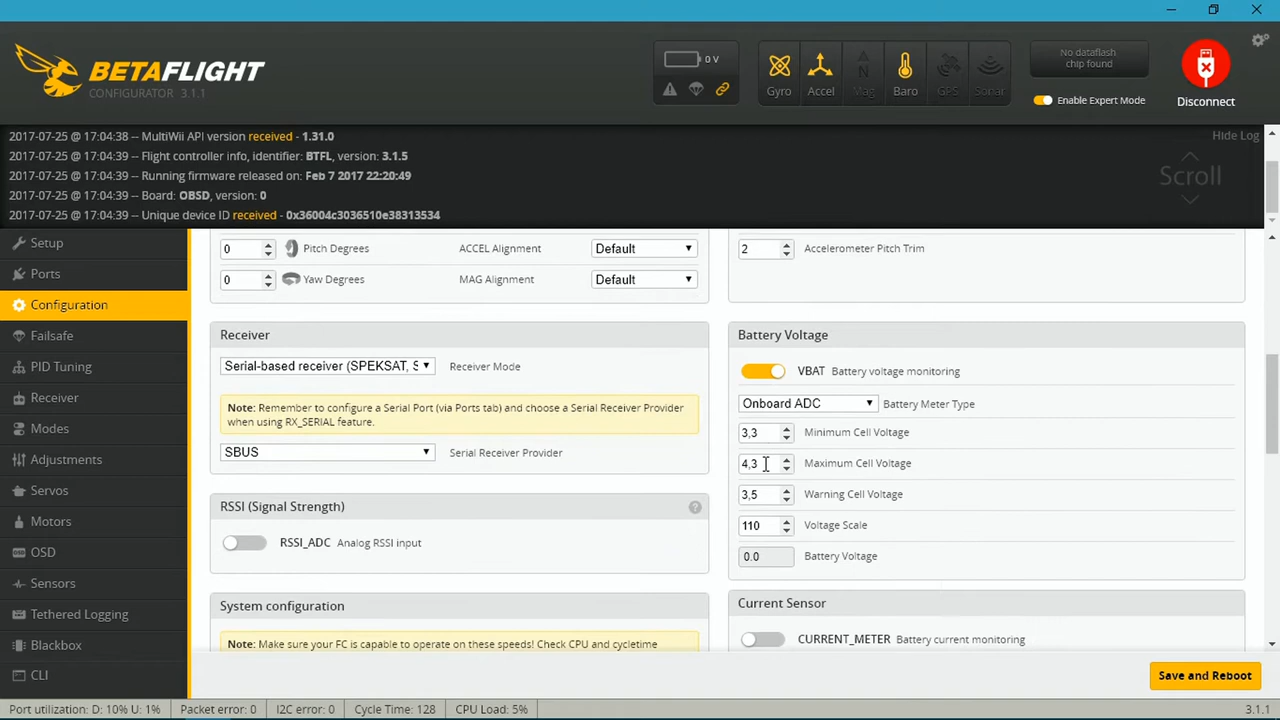 BETAFLIGHT
CONFIGURATOR 3.1.1
0 V
Gyro
Accel
Mag
Baro
GPS
Sonar
No dataflash
chip found
Enable Expert Mode
Disconnect
2017-07-25 @ 17:04:38 -- MultiWii API version received - 1.31.0
2017-07-25 @ 17:04:39 -- Flight controller info, identifier: BTFL, version: 3.1.5
2017-07-25 @ 17:04:39 -- Running firmware released on: Feb 7 2017 22:20:49
2017-07-25 @ 17:04:39 -- Board: OBSD, version: 0
2017-07-25 @ 17:04:39 -- Unique device ID received - 0x36004c3036510e38313534
Hide Log
Scroll
Setup
Ports
Configuration
Failsafe
PID Tuning
Receiver
Modes
Adjustments
Servos
Motors
OSD
Sensors
Tethered Logging
Blackbox
CLI
0 Pitch Degrees ACCEL Alignment Default
0 Yaw Degrees MAG Alignment Default
2 Accelerometer Pitch Trim
Receiver
Serial-based receiver (SPEKSAT, S Receiver Mode
Note: Remember to configure a Serial Port (via Ports tab) and choose a Serial Receiver Provider
when using RX_SERIAL feature.
SBUS Serial Receiver Provider
RSSI (Signal Strength)
?
RSSI_ADC Analog RSSI input
System configuration
Note: Make sure your FC is capable to operate on these speeds! Check CPU and cycletime
Battery Voltage
VBAT Battery voltage monitoring
Onboard ADC Battery Meter Type
3,3 Minimum Cell Voltage
4,3 Maximum Cell Voltage
3,5 Warning Cell Voltage
110 Voltage Scale
0.0 Battery Voltage
Current Sensor
CURRENT_METER Battery current monitoring
Save and Reboot
Port utilization: D: 10% U: 1% Packet error: 0 I2C error: 0 Cycle Time: 128 CPU Load: 5% 3.1.1